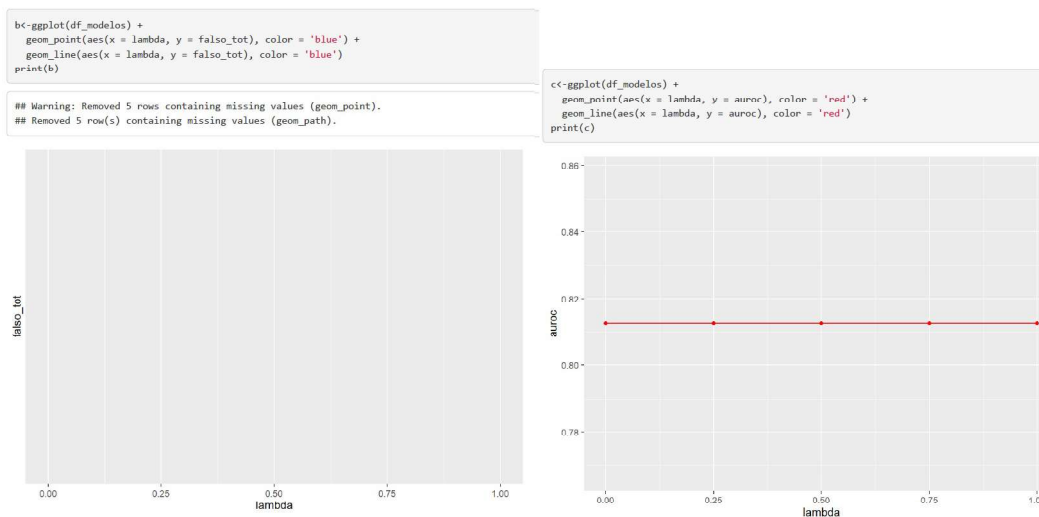 b<-ggplot(df_modelos) +
geom_point(aes(x = lambda, y = falso_tot), color = 'blue') +
geom_line(aes(x = lambda, y = falso_tot), color = 'blue')
print(b)
## Warning: Removed 5 rows containing missing values (geom_point).
## Removed 5 row(s) containing missing values (geom_path).
falso_tot
0.00 0.25 0.50 0.75 1.00
lambda
c<-ggplot(df_modelos) +
geom_point(aes(x = lambda, y = auroc), color = 'red') +
geom_line(aes(x = lambda, y = auroc), color = 'red')
print(c)
0.86
0.84
0.82
0.80
0.78
auroc
0.00 0.25 0.50 0.75 1.0
lambda